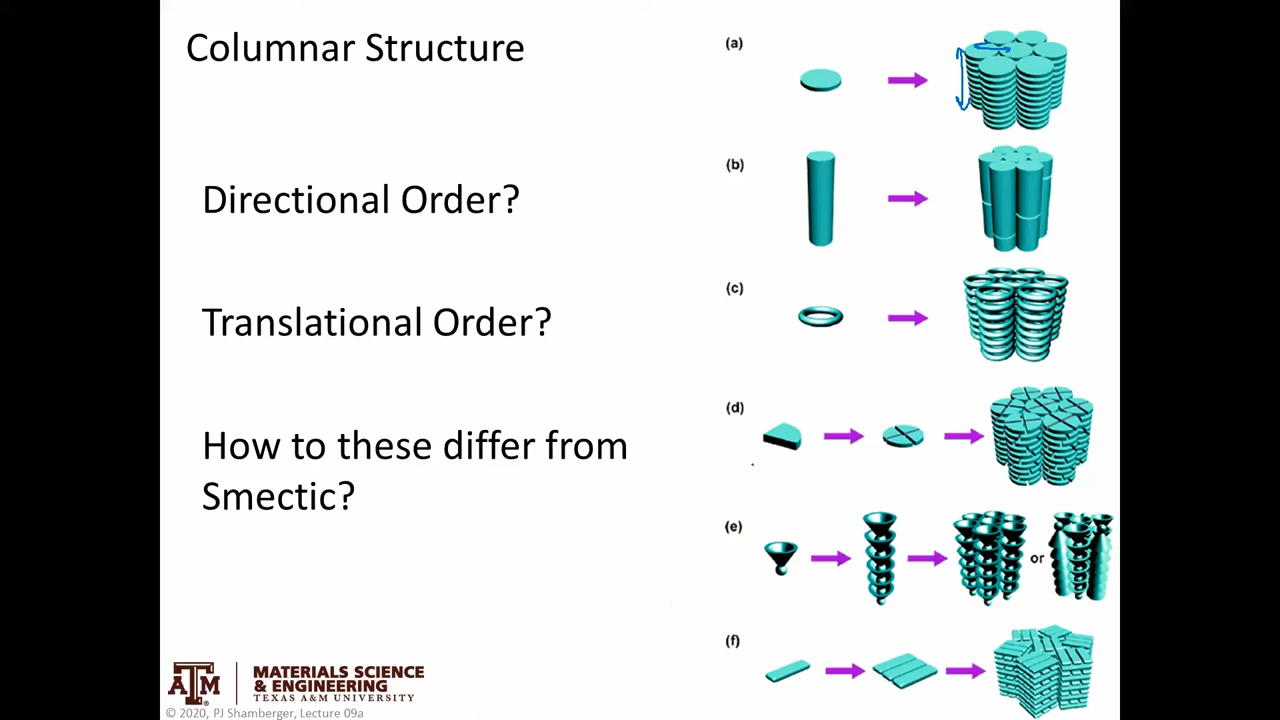 Columnar Structure
Directional Order?
Translational Order?
How to these differ from
Smectic?
(a)
(b)
(c)
(d)
(e)
or
(f)
ATM
MATERIALS SCIENCE
& ENGINEERING
TEXAS A&M UNIVERSITY
© 2020, PJ Shamberger, Lecture 09a